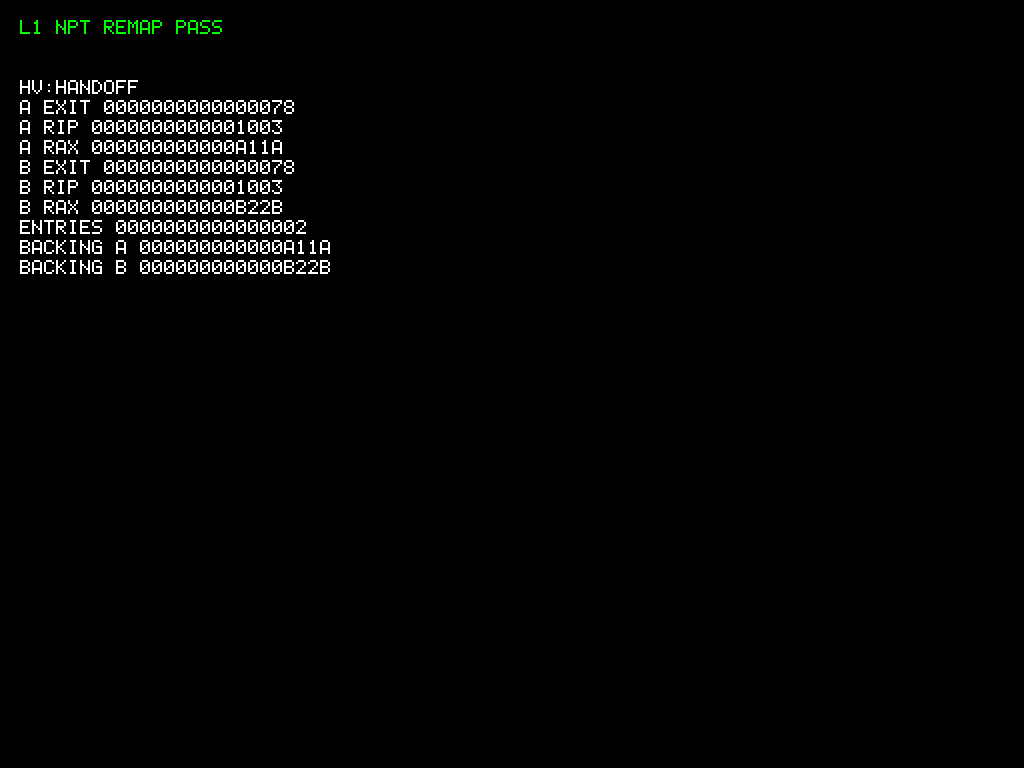 L1 NPT REMAP PASS
HV:HANDOFF
A EXIT 0000000000000078
A RIP 0000000000001003
A RAX 000000000000A11A
B EXIT 0000000000000078
B RIP 0000000000001003
B RAX 000000000000B22B
ENTRIES 0000000000000002
BACKING A 000000000000A11A
BACKING B 000000000000B22B